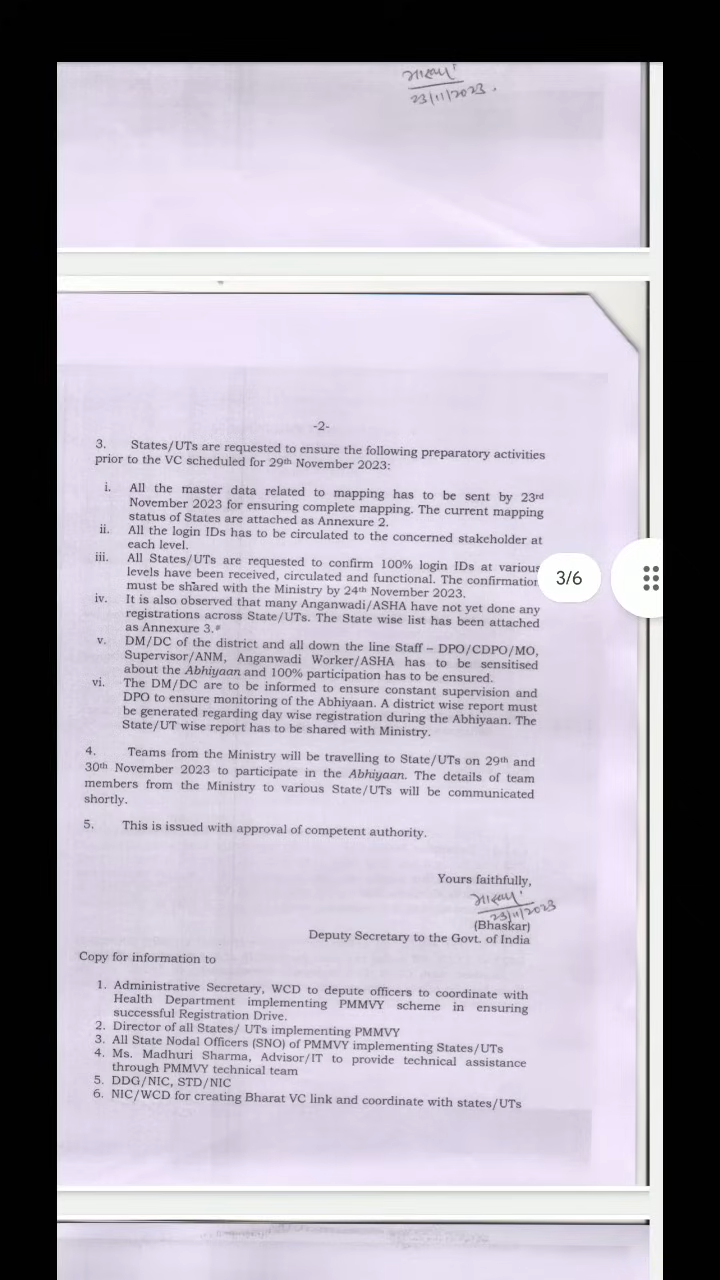 भास्कर
23/11/2023.
-2-
3. States/UTs are requested to ensure the following preparatory activities
prior to the VC scheduled for 29th November 2023:
i. All the master data related to mapping has to be sent by 23rd
November 2023 for ensuring complete mapping. The current mapping
status of States are attached as Annexure 2.
ii. All the login IDs has to be circulated to the concerned stakeholder at
each level.
iii. All States/UTs are requested to confirm 100% login IDs at various
levels have been received, circulated and functional. The confirmation
must be shared with the Ministry by 24th November 2023.
iv. It is also observed that many Anganwadi/ASHA have not yet done any
registrations across State/UTs. The State wise list has been attached
as Annexure 3.
v. DM/DC of the district and all down the line Staff – DPO/CDPO/MO,
Supervisor/ANM, Anganwadi Worker/ASHA has to be sensitised
about the Abhiyaan and 100% participation has to be ensured.
vi. The DM/DC are to be informed to ensure constant supervision and
DPO to ensure monitoring of the Abhiyaan. A district wise report must
be generated regarding day wise registration during the Abhiyaan. The
State/UT wise report has to be shared with Ministry.
4. Teams from the Ministry will be travelling to State/UTs on 29th and
30th November 2023 to participate in the Abhiyaan. The details of team
members from the Ministry to various State/UTs will be communicated
shortly.
5. This is issued with approval of competent authority.
Yours faithfully,
भास्कर
23/11/2023
(Bhaskar)
Deputy Secretary to the Govt. of India
Copy for information to
1. Administrative Secretary, WCD to depute officers to coordinate with
Health Department implementing PMMVY scheme in ensuring
successful Registration Drive.
2. Director of all States/ UTs implementing PMMVY
3. All State Nodal Officers (SNO) of PMMVY implementing States/UTs
4. Ms. Madhuri Sharma, Advisor/IT to provide technical assistance
through PMMVY technical team
5. DDG/NIC, STD/NIC
6. NIC/WCD for creating Bharat VC link and coordinate with states/UTs
3/6